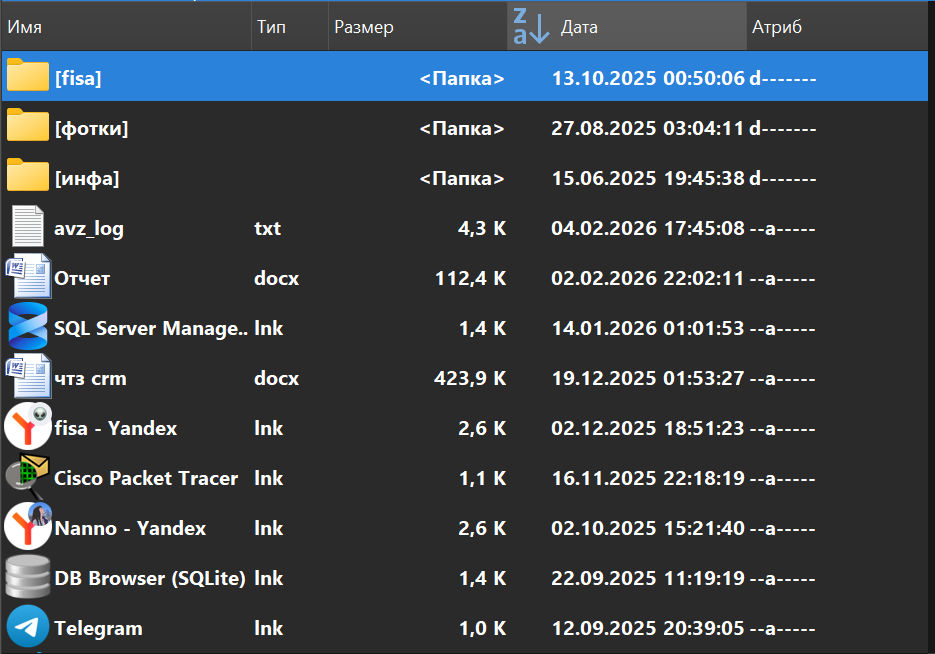 Имя Тип Размер Дата Атриб
[fisa] <Папка> 13.10.2025 00:50:06 d-------
[фотки] <Папка> 27.08.2025 03:04:11 d-------
[инфа] <Папка> 15.06.2025 19:45:38 d-------
avz_log txt 4,3 K 04.02.2026 17:45:08 --a-----
Отчет docx 112,4 K 02.02.2026 22:02:11 --a-----
SQL Server Manage.. lnk 1,4 K 14.01.2026 01:01:53 --a-----
чтз crm docx 423,9 K 19.12.2025 01:53:27 --a-----
fisa - Yandex lnk 2,6 K 02.12.2025 18:51:23 --a-----
Cisco Packet Tracer lnk 1,1 K 16.11.2025 22:18:19 --a-----
Nanno - Yandex lnk 2,6 K 02.10.2025 15:21:40 --a-----
DB Browser (SQLite) lnk 1,4 K 22.09.2025 11:19:19 --a-----
Telegram lnk 1,0 K 12.09.2025 20:39:05 --a-----